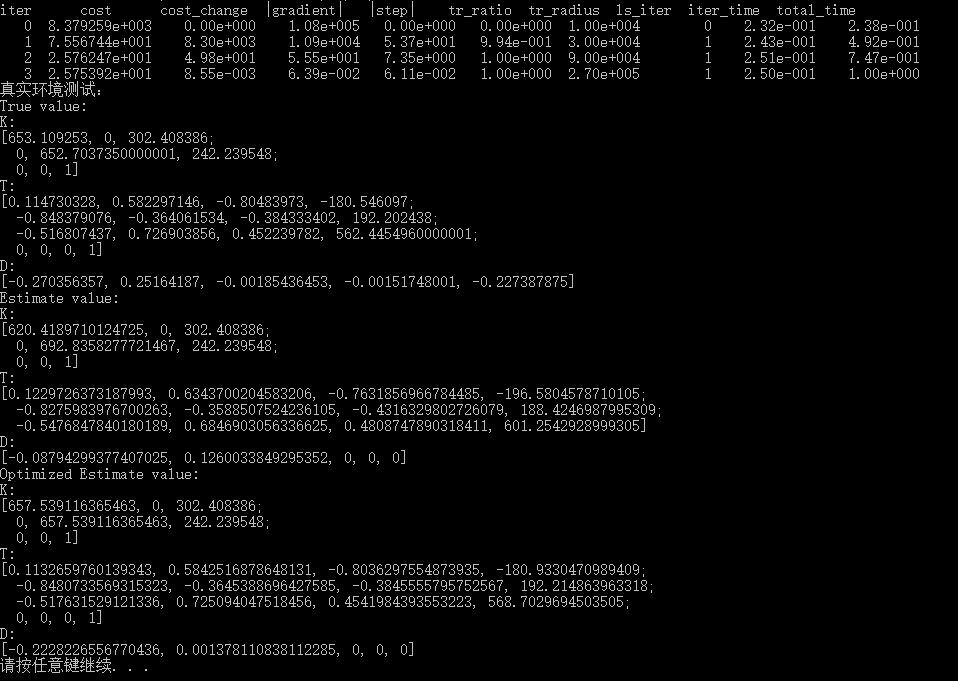 iter cost cost_change |gradient| |step| tr_ratio tr_radius ls_iter iter_time total_time
0 8.379259e+003 0.00e+000 1.08e+005 0.00e+000 0.00e+000 1.00e+004 0 2.32e-001 2.38e-001
1 7.556744e+001 8.30e+003 1.09e+004 5.37e+001 9.94e-001 3.00e+004 1 2.43e-001 4.92e-001
2 2.576247e+001 4.98e+001 5.55e+001 7.35e+000 1.00e+000 9.00e+004 1 2.51e-001 7.47e-001
3 2.575392e+001 8.55e-003 6.39e-002 6.11e-002 1.00e+000 2.70e+005 1 2.50e-001 1.00e+000
真实环境测试：
True value:
K:
[653.109253, 0, 302.408386;
0, 652.7037350000001, 242.239548;
0, 0, 1]
T:
[0.114730328, 0.582297146, -0.80483973, -180.546097;
-0.848379076, -0.364061534, -0.384333402, 192.202438;
-0.516807437, 0.726903856, 0.452239782, 562.4454960000001;
0, 0, 0, 1]
D:
[-0.270356357, 0.25164187, -0.00185436453, -0.00151748001, -0.227387875]
Estimate value:
K:
[620.4189710124725, 0, 302.408386;
0, 692.8358277721467, 242.239548;
0, 0, 1]
T:
[0.1229726373187993, 0.6343700204583206, -0.7631856966784485, -196.5804578710105;
-0.8275983976700263, -0.3588507524236105, -0.4316329802726079, 188.4246987995309;
-0.5476847840180189, 0.6846903056336625, 0.4808747890318411, 601.2542928999305]
D:
[-0.08794299377407025, 0.1260033849295352, 0, 0, 0]
Optimized Estimate value:
K:
[657.539116365463, 0, 302.408386;
0, 657.539116365463, 242.239548;
0, 0, 1]
T:
[0.1132659760139343, 0.5842516878648131, -0.8036297554873935, -180.9330470989409;
-0.8480733569315323, -0.3645388696427585, -0.3845555795752567, 192.214863963318;
-0.517631529121336, 0.725094047518456, 0.4541984393553223, 568.7029694503505;
0, 0, 0, 1]
D:
[-0.2228226556770436, 0.001378110838112285, 0, 0, 0]
请按任意键继续. . .